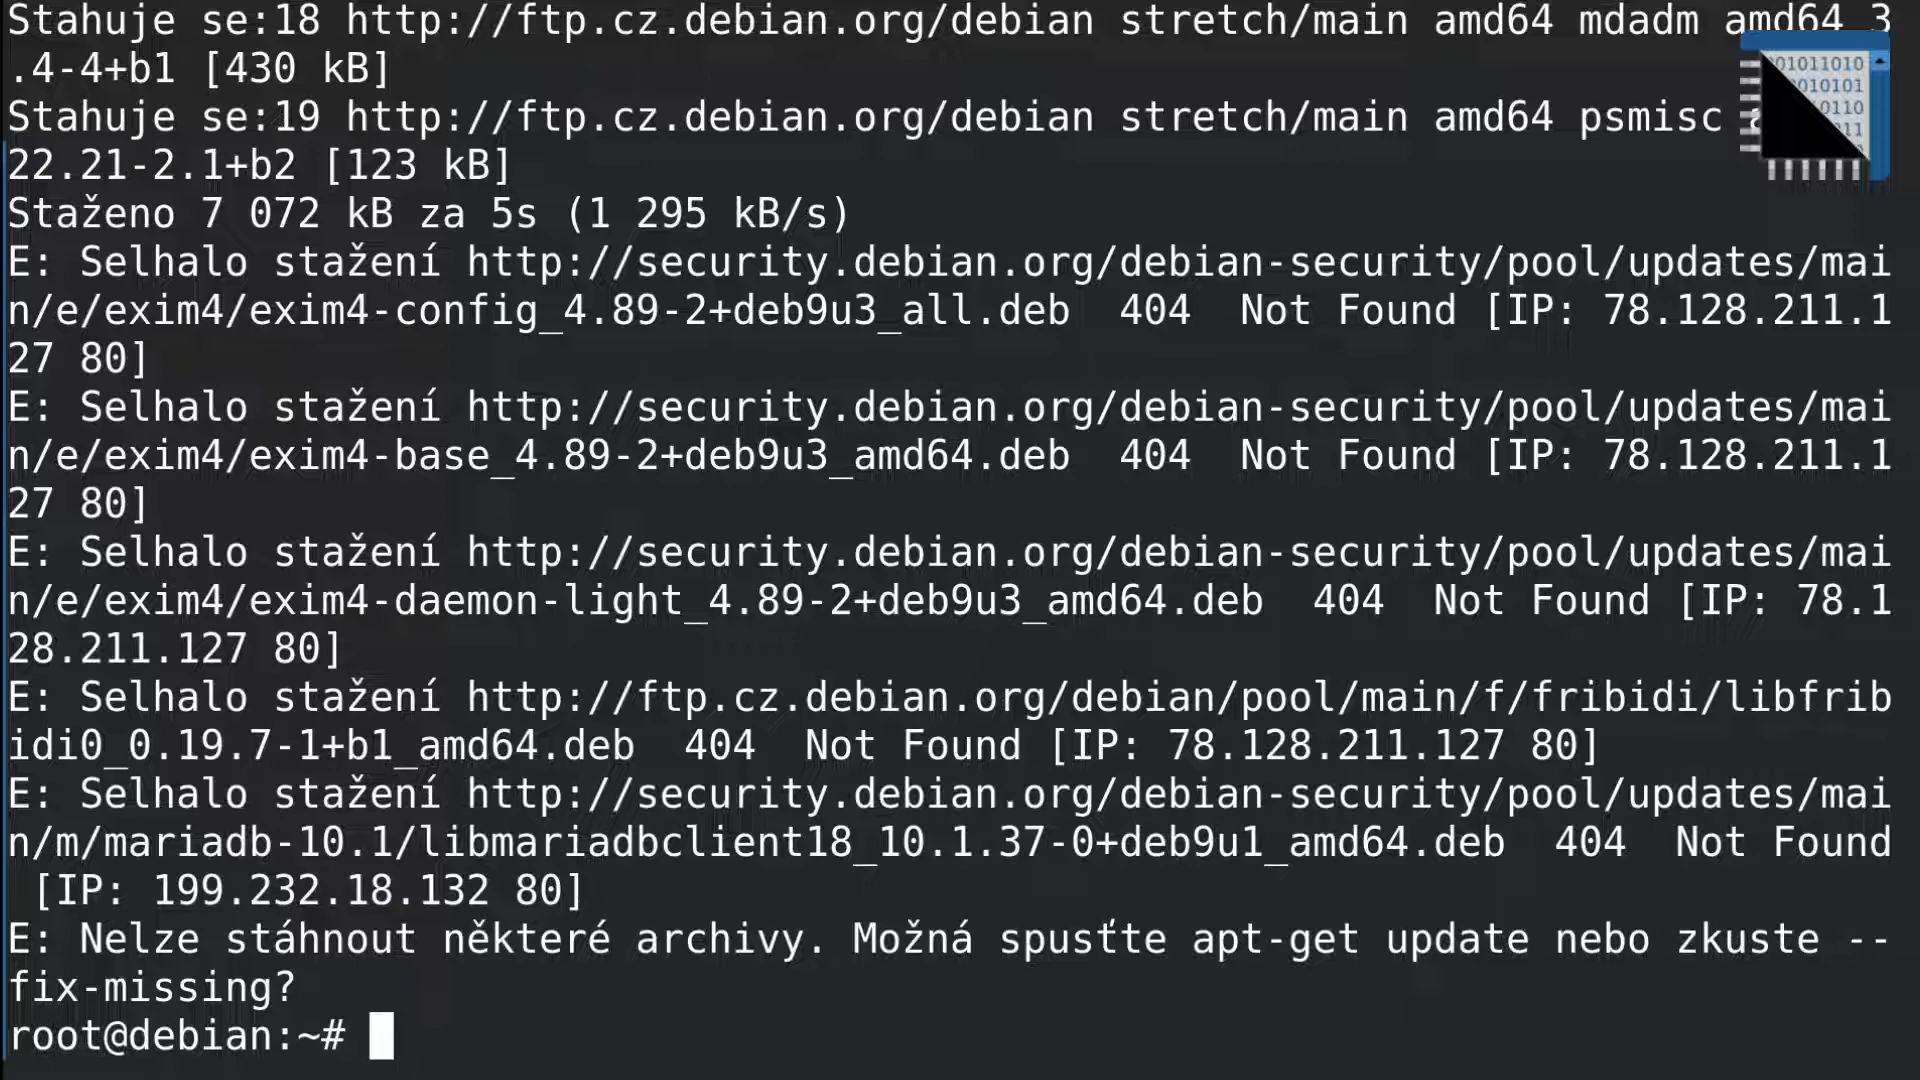 Stahuje se:18 http://ftp.cz.debian.org/debian stretch/main amd64 mdadm amd64 3
.4-4+b1 [430 kB]
Stahuje se:19 http://ftp.cz.debian.org/debian stretch/main amd64 psmisc
22.21-2.1+b2 [123 kB]
Staženo 7 072 kB za 5s (1 295 kB/s)
E: Selhalo stažení http://security.debian.org/debian-security/pool/updates/mai
n/e/exim4/exim4-config_4.89-2+deb9u3_all.deb  404  Not Found [IP: 78.128.211.1
27 80]
E: Selhalo stažení http://security.debian.org/debian-security/pool/updates/mai
n/e/exim4/exim4-base_4.89-2+deb9u3_amd64.deb  404  Not Found [IP: 78.128.211.1
27 80]
E: Selhalo stažení http://security.debian.org/debian-security/pool/updates/mai
n/e/exim4/exim4-daemon-light_4.89-2+deb9u3_amd64.deb  404  Not Found [IP: 78.1
28.211.127 80]
E: Selhalo stažení http://ftp.cz.debian.org/debian/pool/main/f/fribidi/libfrib
idi0_0.19.7-1+b1_amd64.deb  404  Not Found [IP: 78.128.211.127 80]
E: Selhalo stažení http://security.debian.org/debian-security/pool/updates/mai
n/m/mariadb-10.1/libmariadbclient18_10.1.37-0+deb9u1_amd64.deb  404  Not Found
 [IP: 199.232.18.132 80]
E: Nelze stáhnout některé archivy. Možná spusťte apt-get update nebo zkuste --
fix-missing?
root@debian:~#